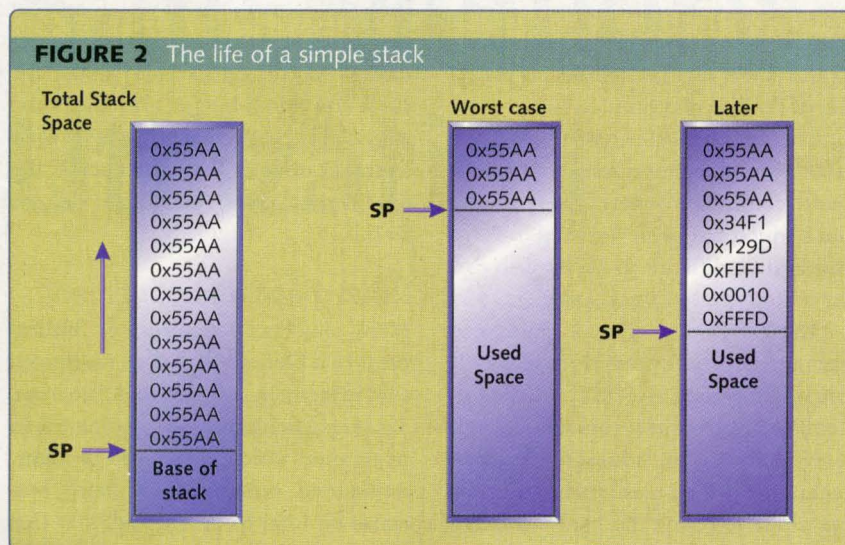 FIGURE 2 The life of a simple stack
Total Stack
Space
0x55AA
0x55AA
0x55AA
0x55AA
0x55AA
0x55AA
0x55AA
0x55AA
0x55AA
0x55AA
0x55AA
0x55AA
0x55AA
SP
Base of
stack
Worst case
0x55AA
0x55AA
0x55AA
SP
Used
Space
Later
0x55AA
0x55AA
0x55AA
0x34F1
0x129D
0xFFFF
0x0010
0xFFFD
SP
Used
Space